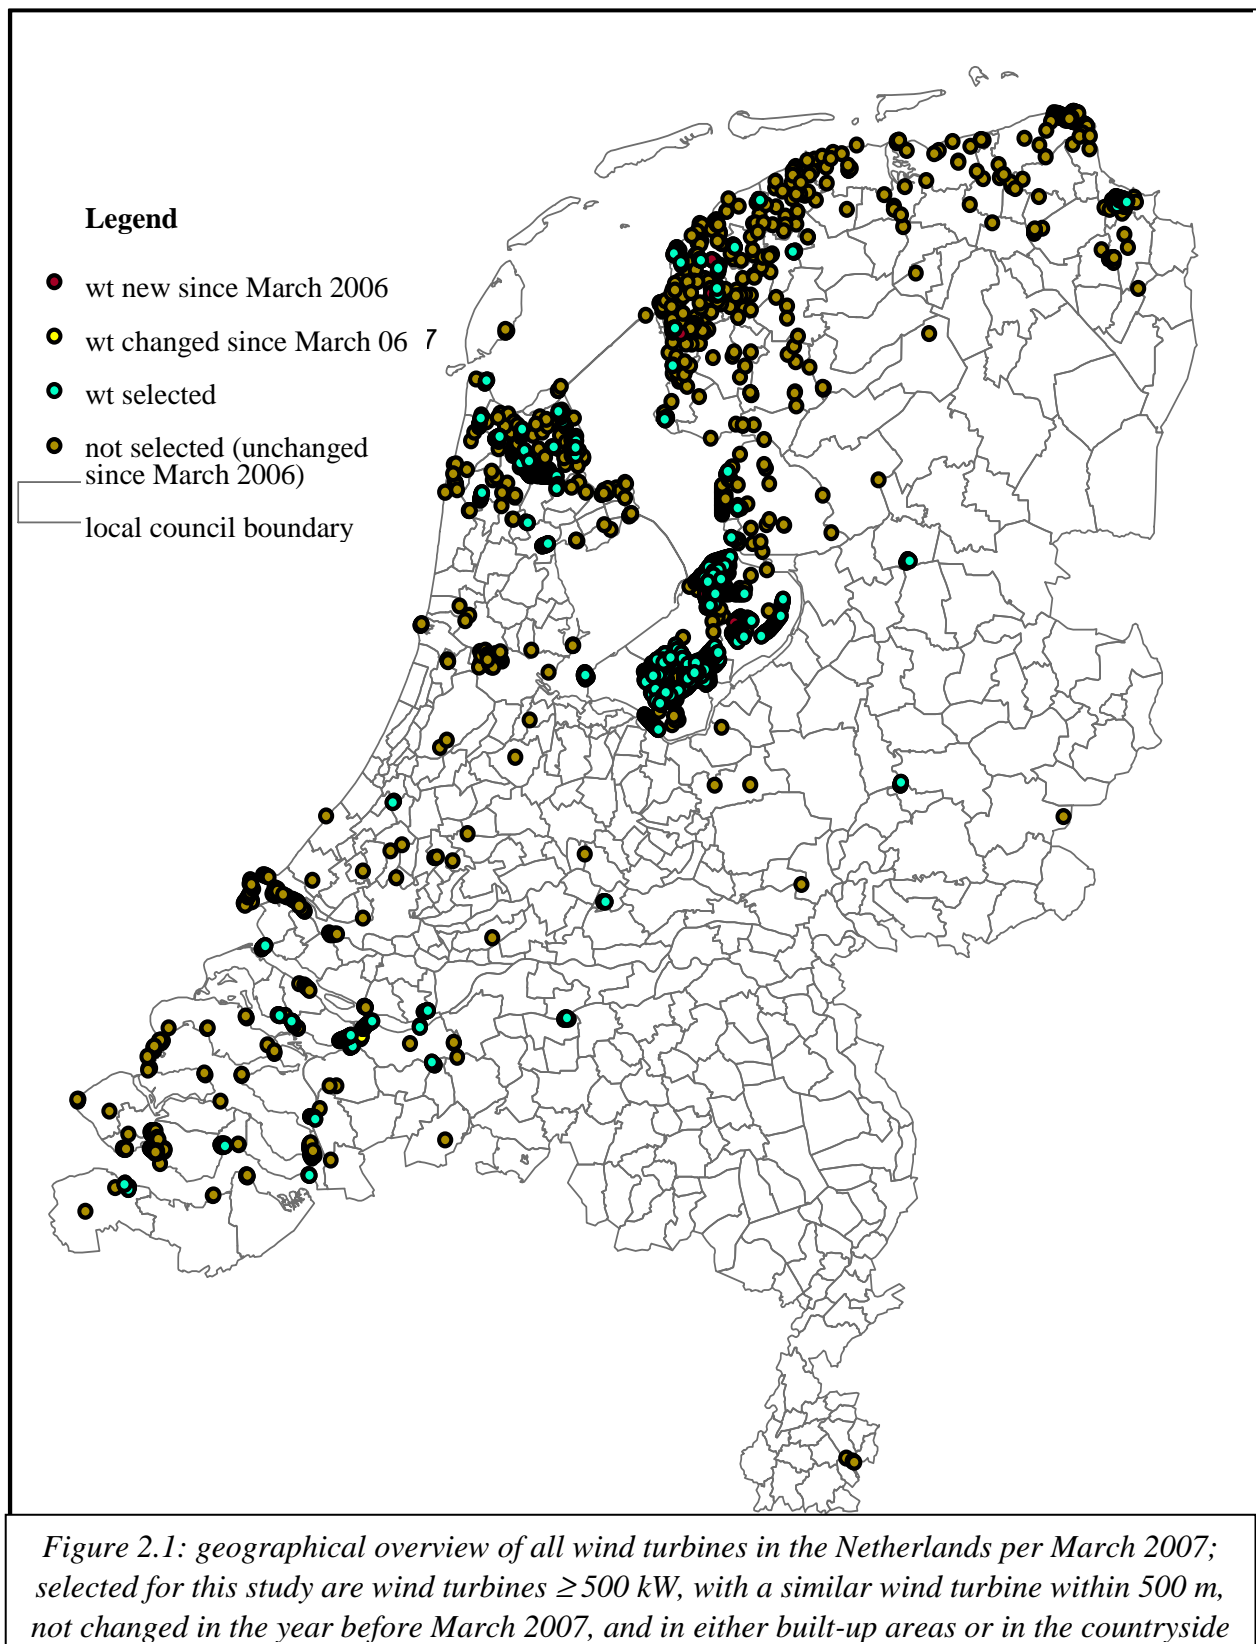 Legend
wt new since March 2006
wt changed since March 06 7
wt selected
not selected (unchanged
since March 2006)
local council boundary
Figure 2.1: geographical overview of all wind turbines in the Netherlands per March 2007;
selected for this study are wind turbines ≥ 500 kW, with a similar wind turbine within 500 m,
not changed in the year before March 2007, and in either built-up areas or in the countryside